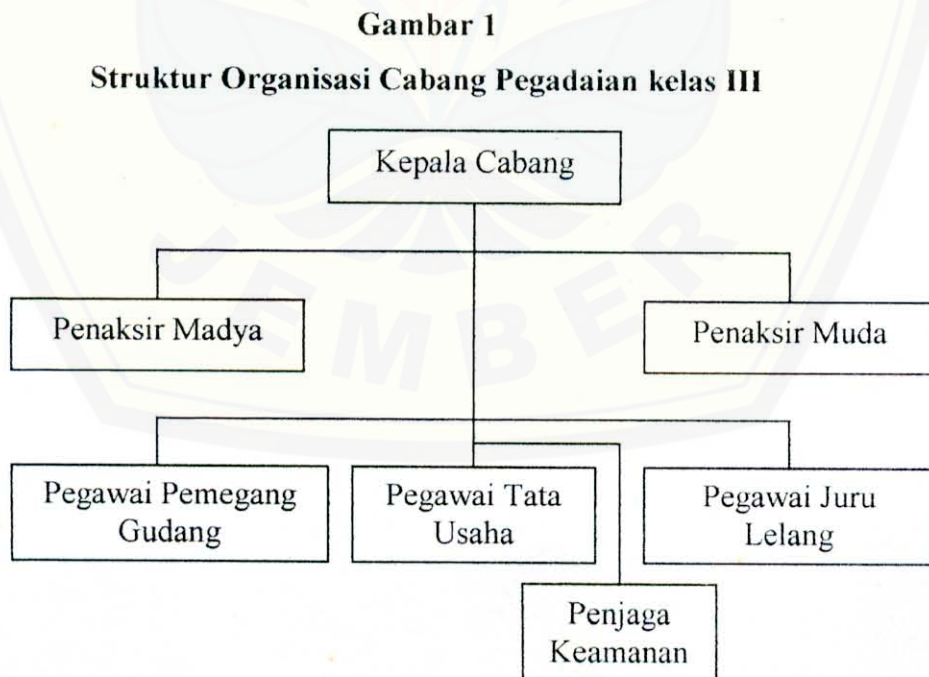 Gambar 1
Struktur Organisasi Cabang Pegadaian kelas III
Kepala Cabang
Penaksir Madya
Penaksir Muda
JEMBER
Pegawai Pemegang
Gudang
Pegawai Tata
Usaha
Pegawai Juru
Lelang
Penjaga
Keamanan